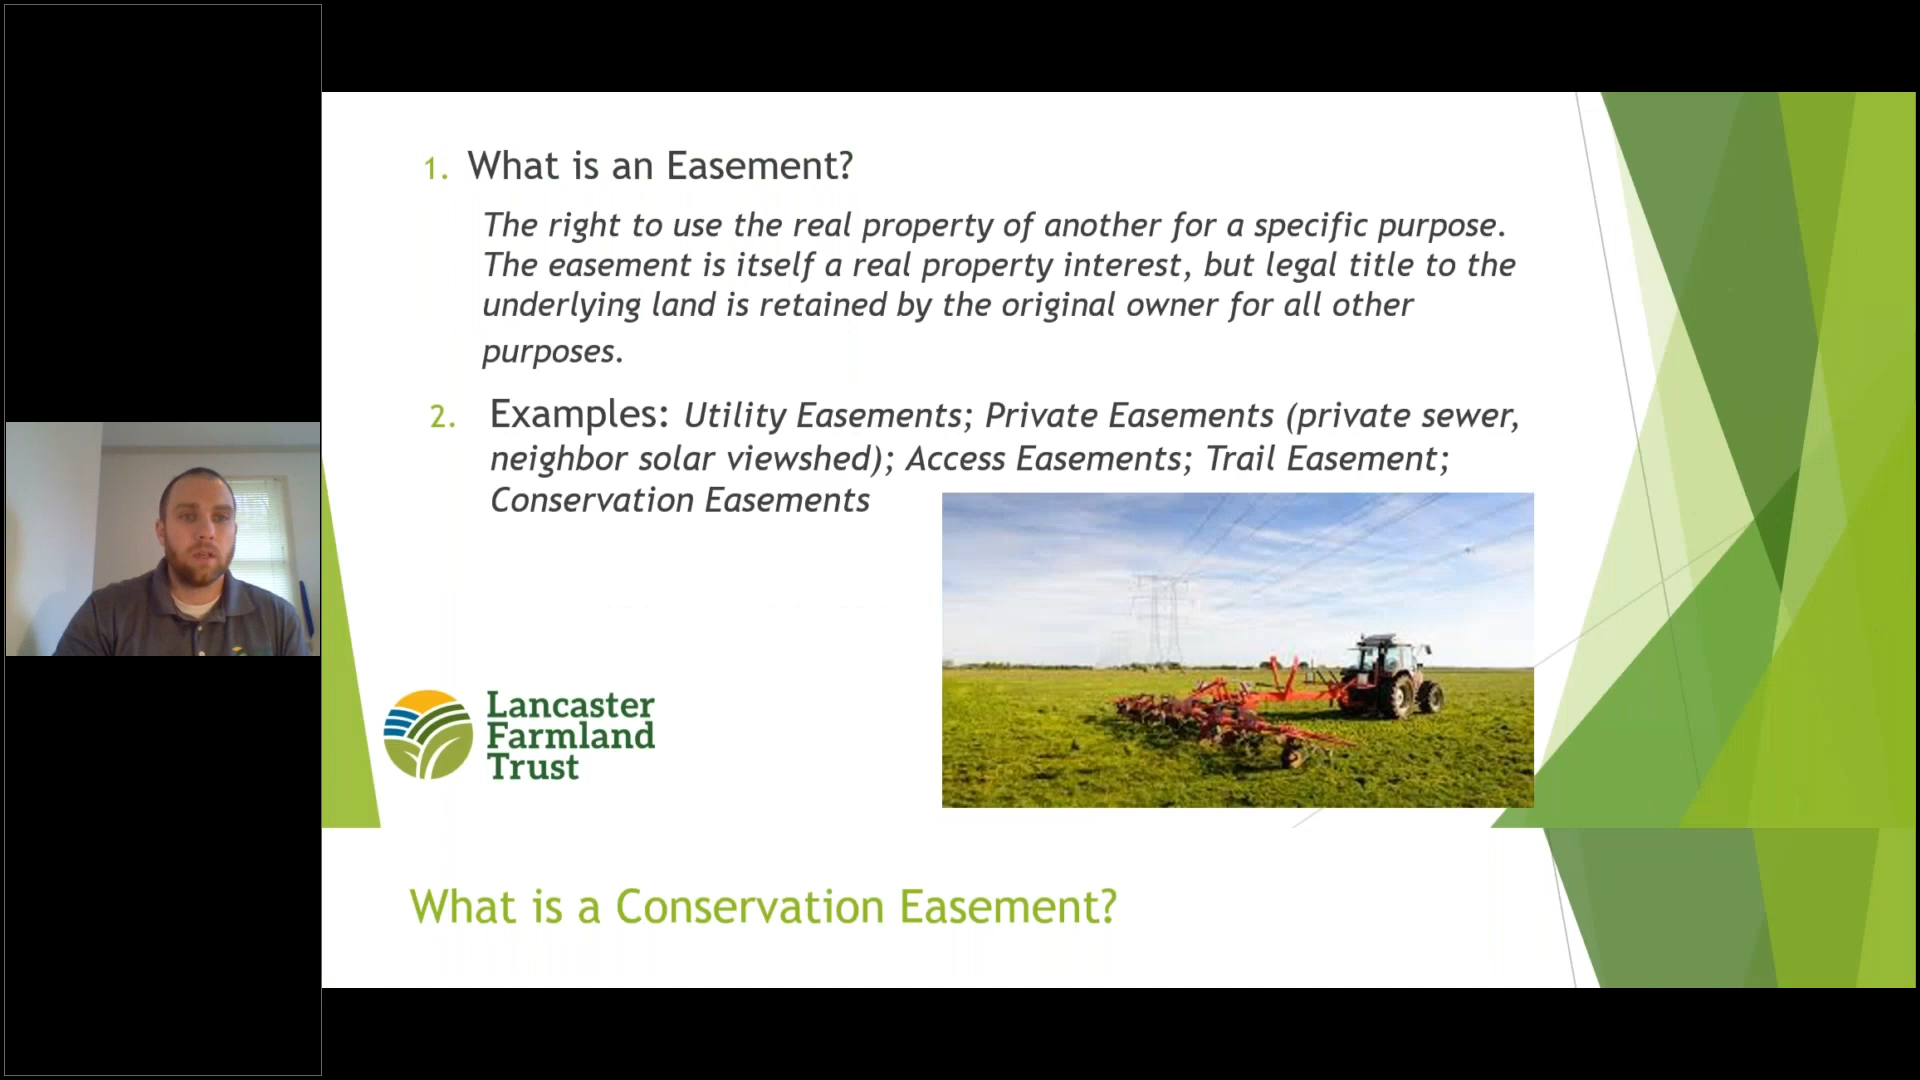 1. What is an Easement?
The right to use the real property of another for a specific purpose.
The easement is itself a real property interest, but legal title to the
underlying land is retained by the original owner for all other
purposes.
2. Examples: Utility Easements; Private Easements (private sewer,
neighbor solar viewshed); Access Easements; Trail Easement;
Conservation Easements
Lancaster
Farmland
Trust
What is a Conservation Easement?